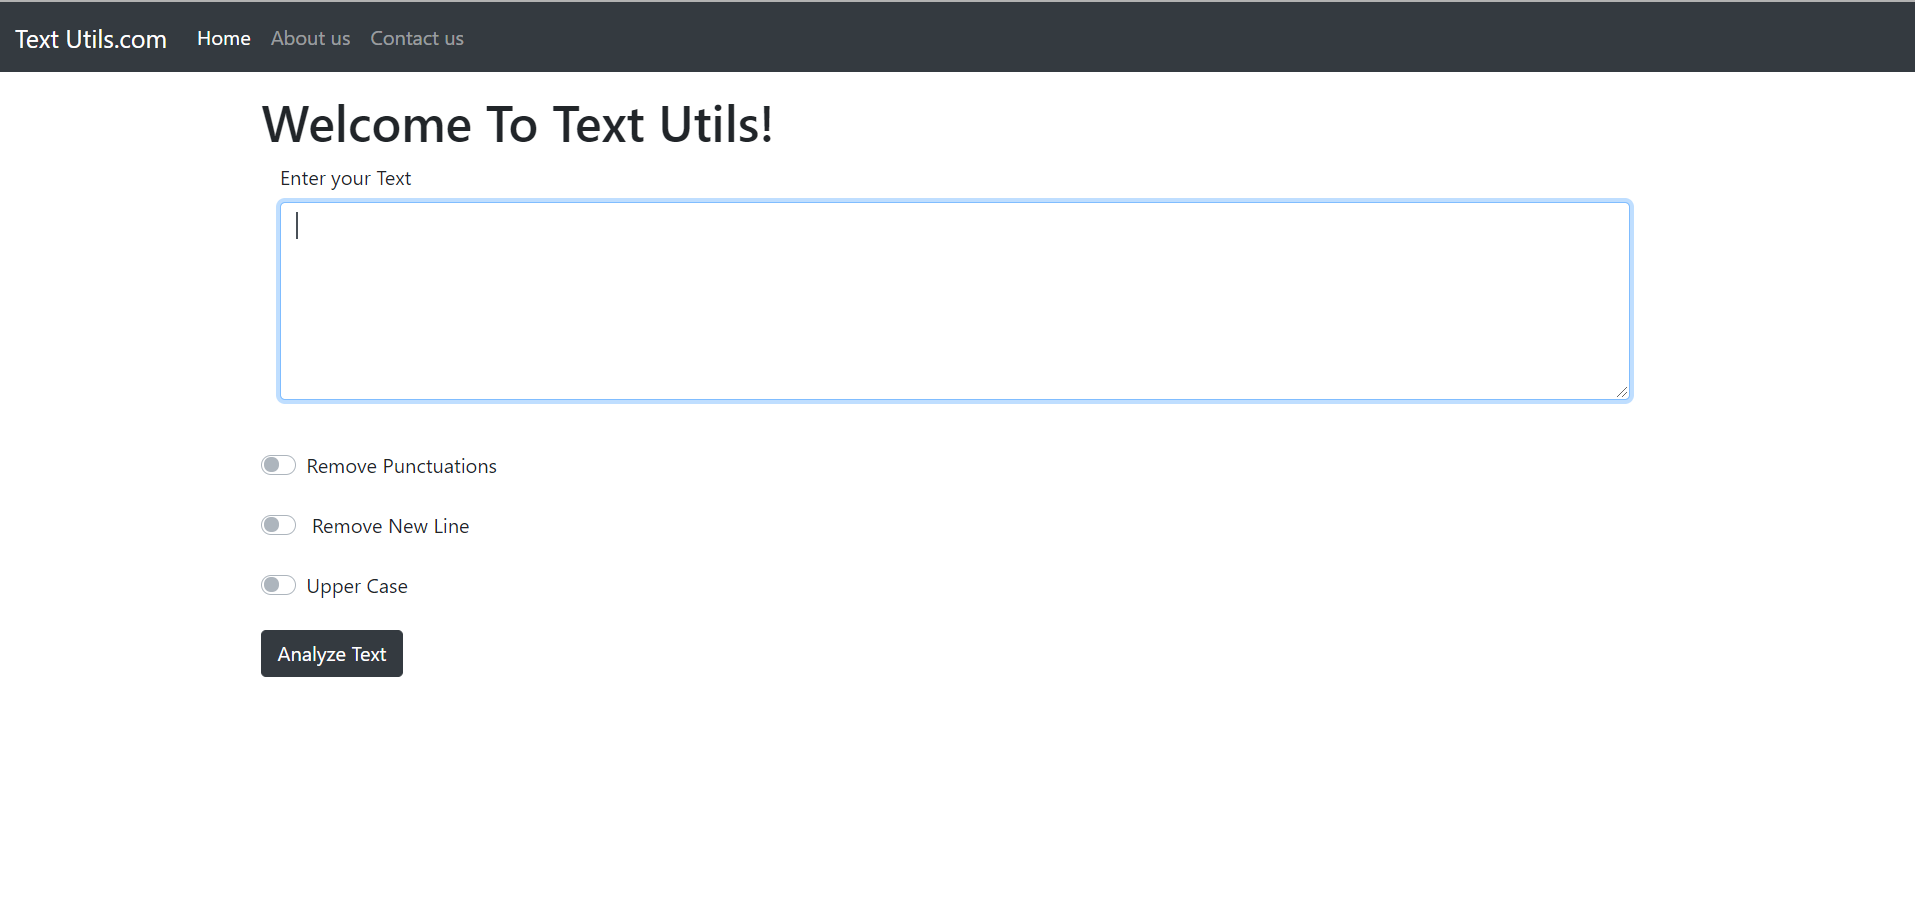 Text Utils.com Home About us Contact us
Welcome To Text Utils!
Enter your Text
Remove Punctuations
Remove New Line
Upper Case
Analyze Text